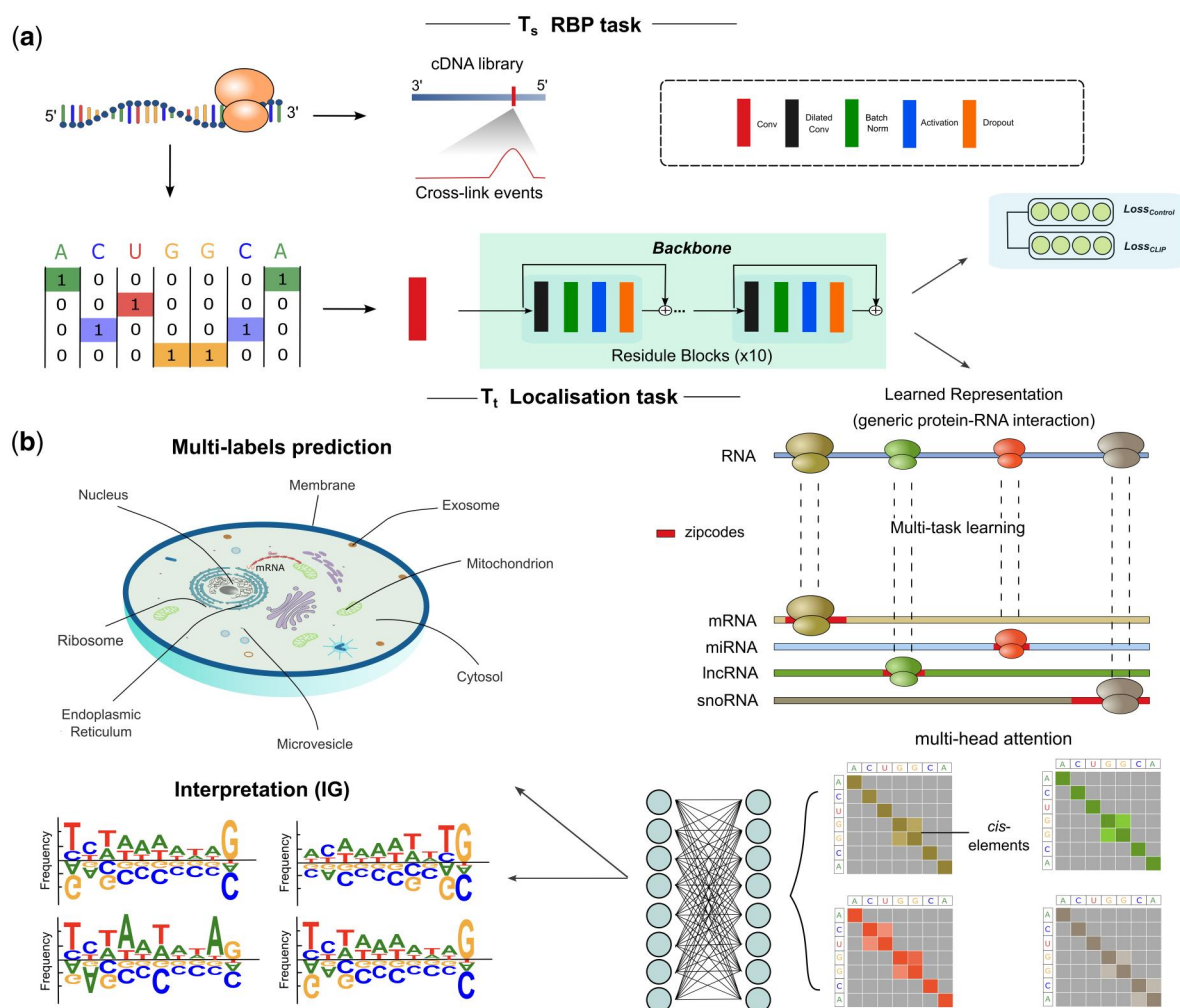 (a)
Ts RBP task
cDNA library
3' 5'
5' 3'
Cross-link events
Conv
Dilated Conv
Batch Norm
Activation
Dropout
A C U G G C A
1 0 0 0 0 0 1
0 0 1 0 0 0 0
0 1 0 0 0 1 0
0 0 0 1 1 0 0
Backbone
...
Residule Blocks (x10)
LossControl
LossCLIP
Tt Localisation task
Learned Representation
(generic protein-RNA interaction)
RNA
Multi-task learning
zipcodes
mRNA
miRNA
lncRNA
snoRNA
(b)
Multi-labels prediction
Nucleus
Membrane
Exosome
mRNA
Mitochondrion
Ribosome
Cytosol
Endoplasmic
Reticulum
Microvesicle
multi-head attention
A C U G G C A
A
C
U
G
G
C
A
cis-
elements
A C U G G C A
A
C
U
G
G
C
A
A C U G G C A
A
C
U
G
G
C
A
A C U G G C A
A
C
U
G
G
C
A
Interpretation (IG)
Frequency
Frequency
Frequency
Frequency